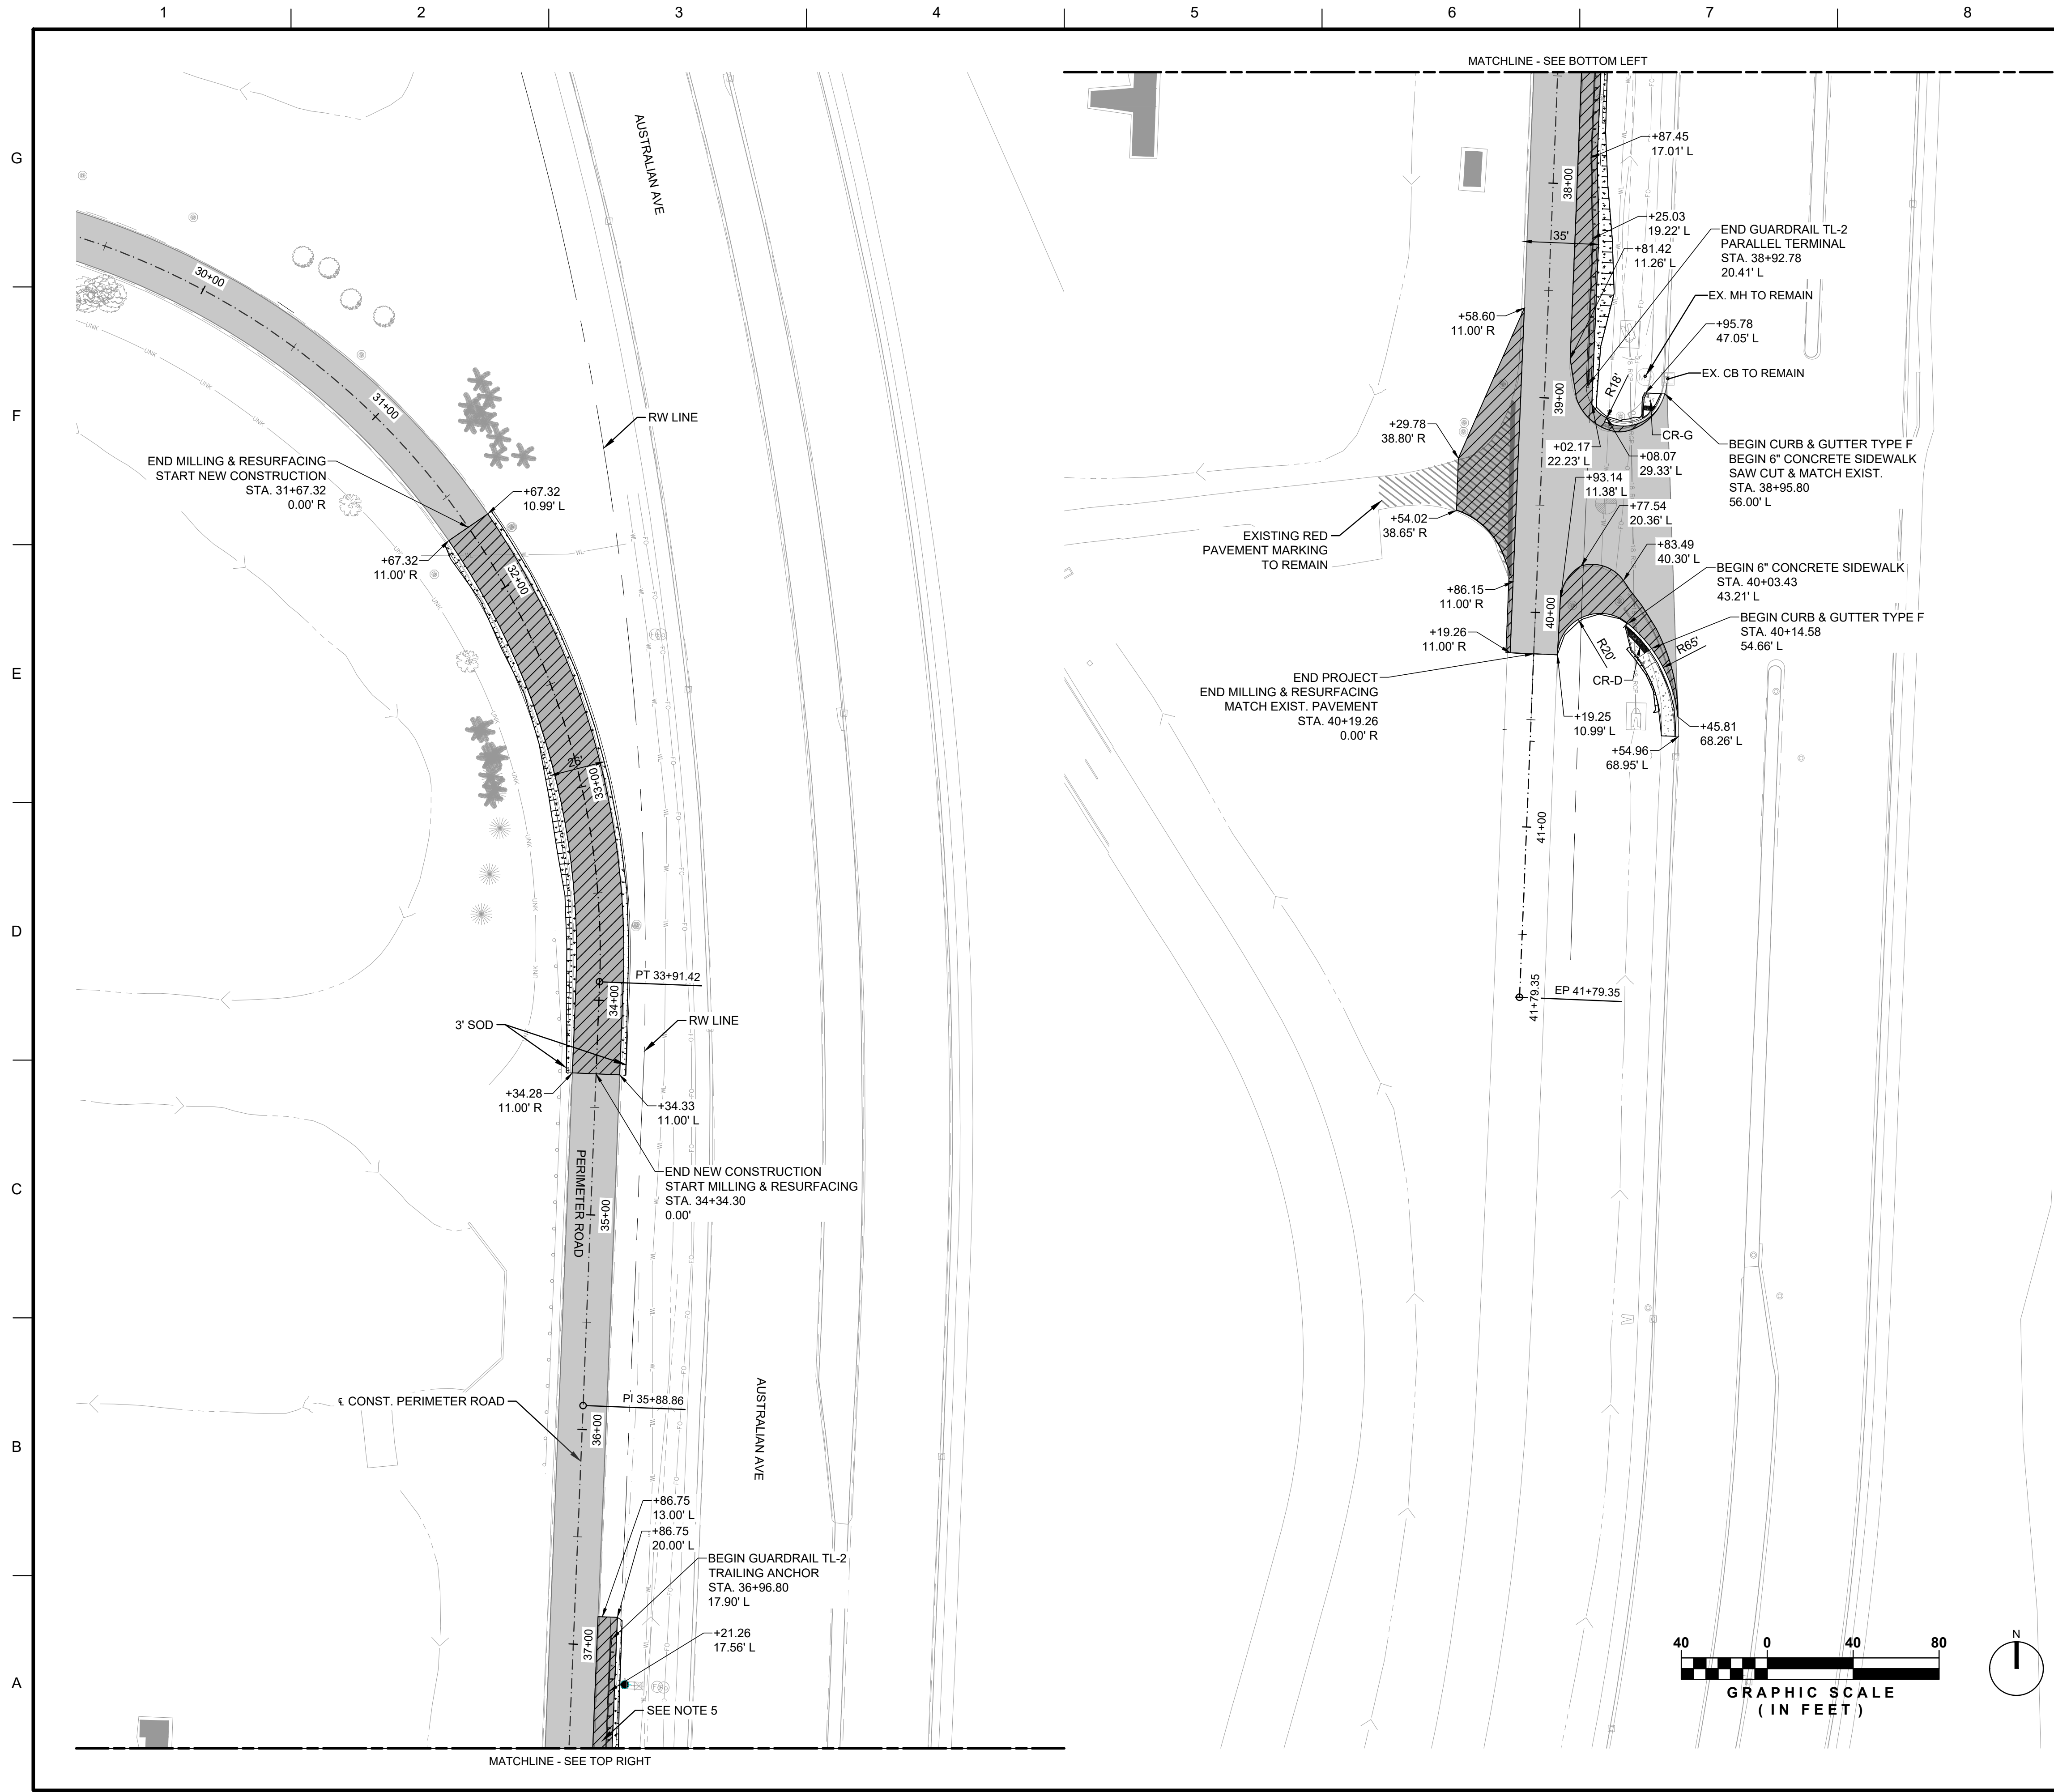 1
2
3
4
5
6
7
8
G
F
E
D
C
B
A
AUSTRALIAN AVE
30+00
31+00
RW LINE
END MILLING & RESURFACING
START NEW CONSTRUCTION
STA. 31+67.32
0.00' R
+67.32
10.99' L
+67.32
11.00' R
32+00
26'
33+00
PT 33+91.42
34+00
3' SOD
RW LINE
+34.28
11.00' R
+34.33
11.00' L
END NEW CONSTRUCTION
START MILLING & RESURFACING
STA. 34+34.30
0.00'
PERIMETER ROAD
35+00
℄ CONST. PERIMETER ROAD
PI 35+88.86
36+00
AUSTRALIAN AVE
+86.75
13.00' L
+86.75
20.00' L
BEGIN GUARDRAIL TL-2
TRAILING ANCHOR
STA. 36+96.80
17.90' L
37+00
+21.26
17.56' L
SEE NOTE 5
MATCHLINE - SEE TOP RIGHT
MATCHLINE - SEE BOTTOM LEFT
+87.45
17.01' L
38+00
+25.03
19.22' L
35'
+81.42
11.26' L
END GUARDRAIL TL-2
PARALLEL TERMINAL
STA. 38+92.78
20.41' L
EX. MH TO REMAIN
+58.60
11.00' R
+95.78
47.05' L
EX. CB TO REMAIN
R18'
39+00
+29.78
38.80' R
CR-G
+02.17
22.23' L
+08.07
29.33' L
BEGIN CURB & GUTTER TYPE F
BEGIN 6" CONCRETE SIDEWALK
SAW CUT & MATCH EXIST.
STA. 38+95.80
56.00' L
+93.14
11.38' L
+77.54
20.36' L
+54.02
38.65' R
EXISTING RED
PAVEMENT MARKING
TO REMAIN
+83.49
40.30' L
BEGIN 6" CONCRETE SIDEWALK
STA. 40+03.43
43.21' L
+86.15
11.00' R
40+00
BEGIN CURB & GUTTER TYPE F
STA. 40+14.58
54.66' L
+19.26
11.00' R
R20'
R65'
CR-D
END PROJECT
END MILLING & RESURFACING
MATCH EXIST. PAVEMENT
STA. 40+19.26
0.00' R
+19.25
10.99' L
+45.81
68.26' L
+54.96
68.95' L
41+00
41+79.35
EP 41+79.35
40 0 40 80
GRAPHIC SCALE
( IN FEET )
N